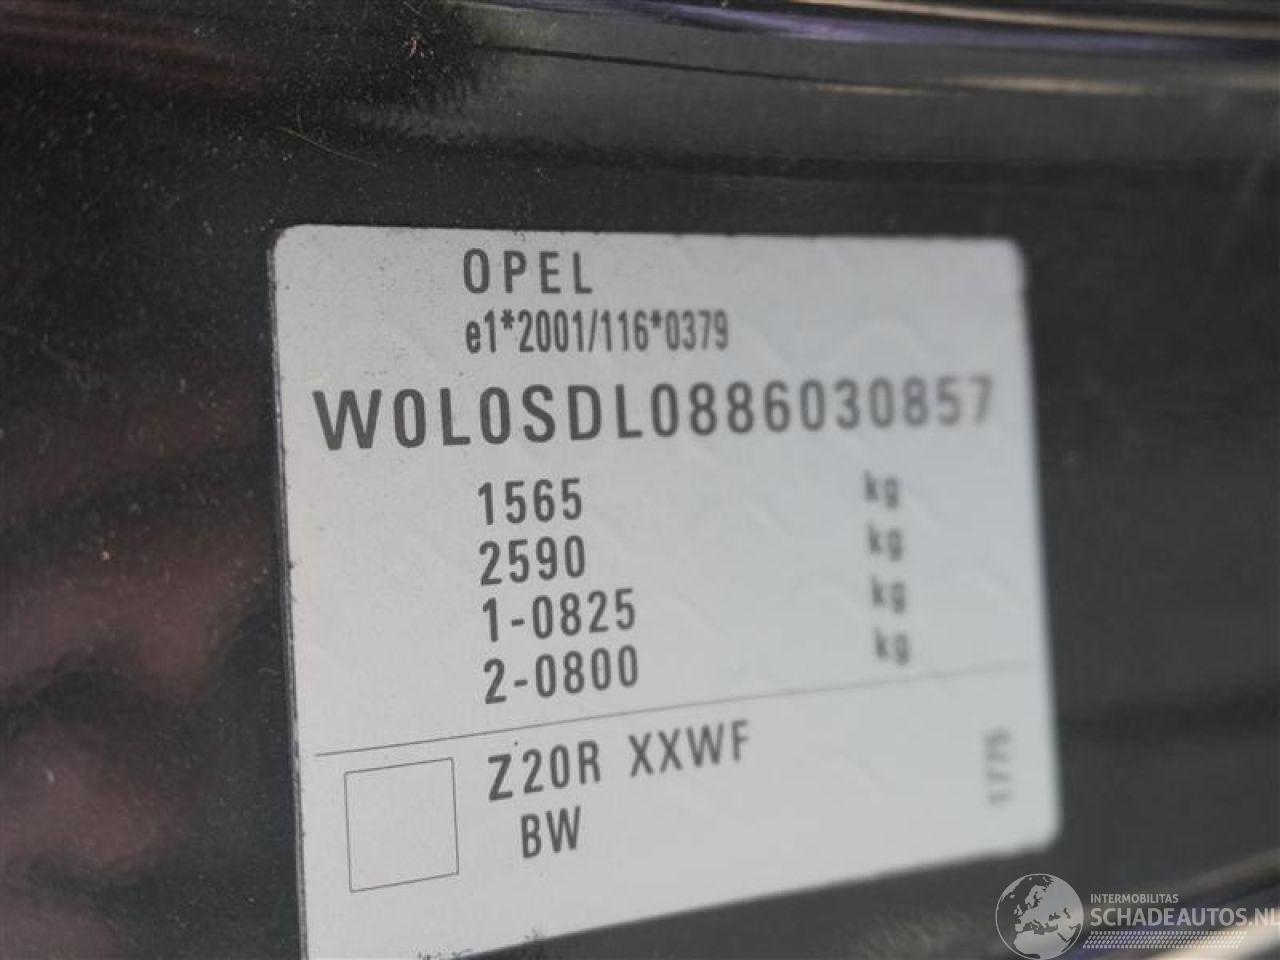 OPEL
e1*2001/116*0379
W0L0SDL0886030857
1565 kg
2590 kg
1-0825 kg
2-0800 kg
Z20R XXWF
BW
1775
INTERMOBILITAS
SCHADEAUTOS.NL